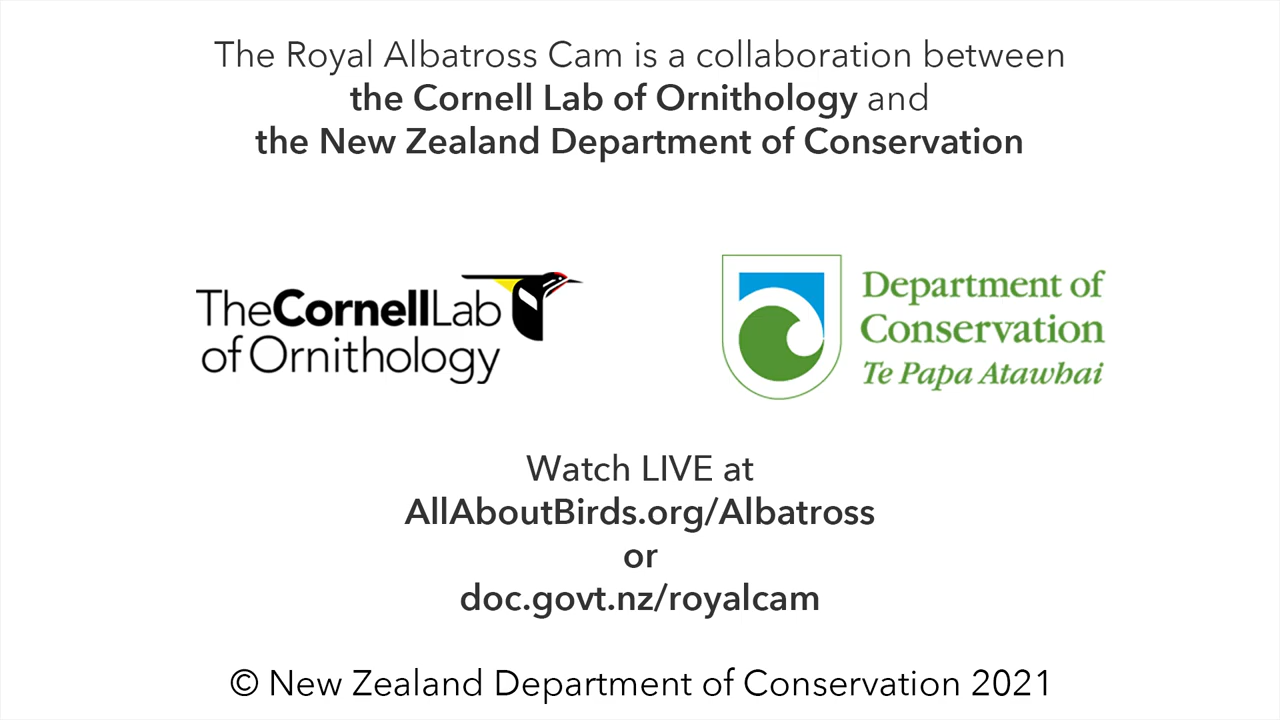 The Royal Albatross Cam is a collaboration between
the Cornell Lab of Ornithology and
the New Zealand Department of Conservation
TheCornellLab
of Ornithology
Department of
Conservation
Te Papa Atawhai
Watch LIVE at
AllAboutBirds.org/Albatross
or
doc.govt.nz/royalcam
© New Zealand Department of Conservation 2021